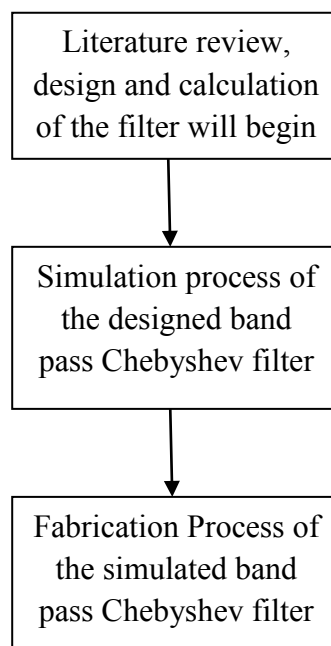 Literature review,
design and calculation
of the filter will begin
Simulation process of
the designed band
pass Chebyshev filter
Fabrication Process of
the simulated band
pass Chebyshev filter